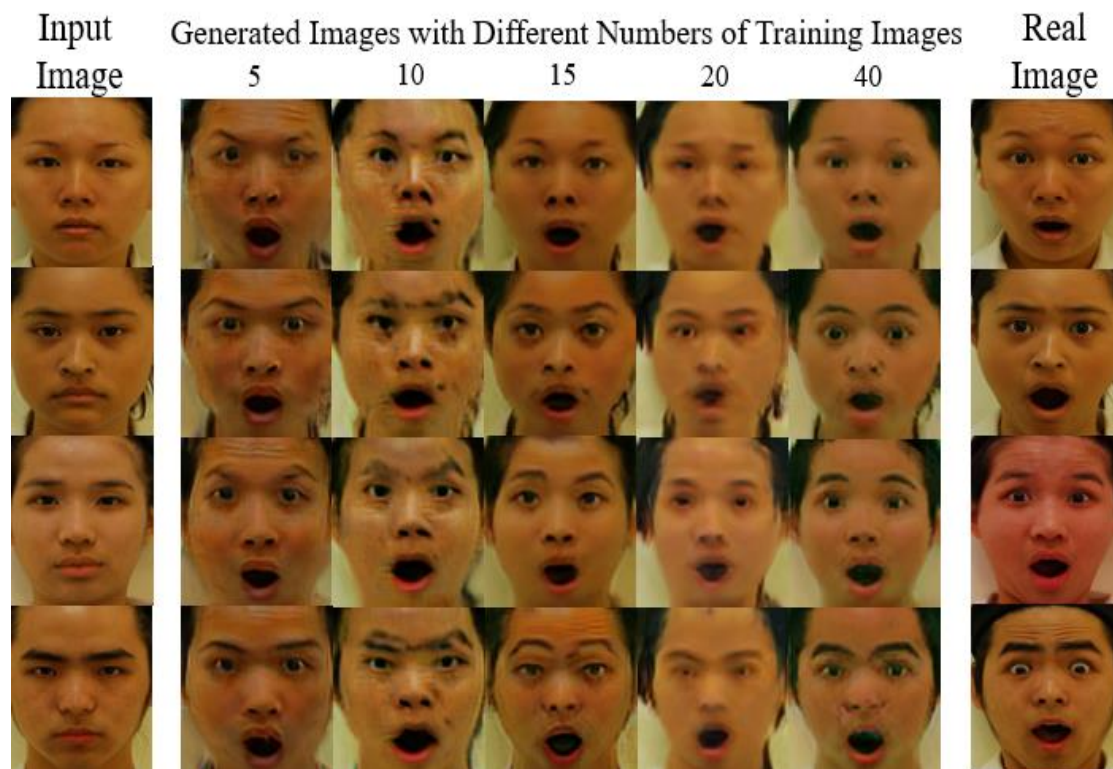 Input
Image
Generated Images with Different Numbers of Training Images
5 10 15 20 40
Real
Image